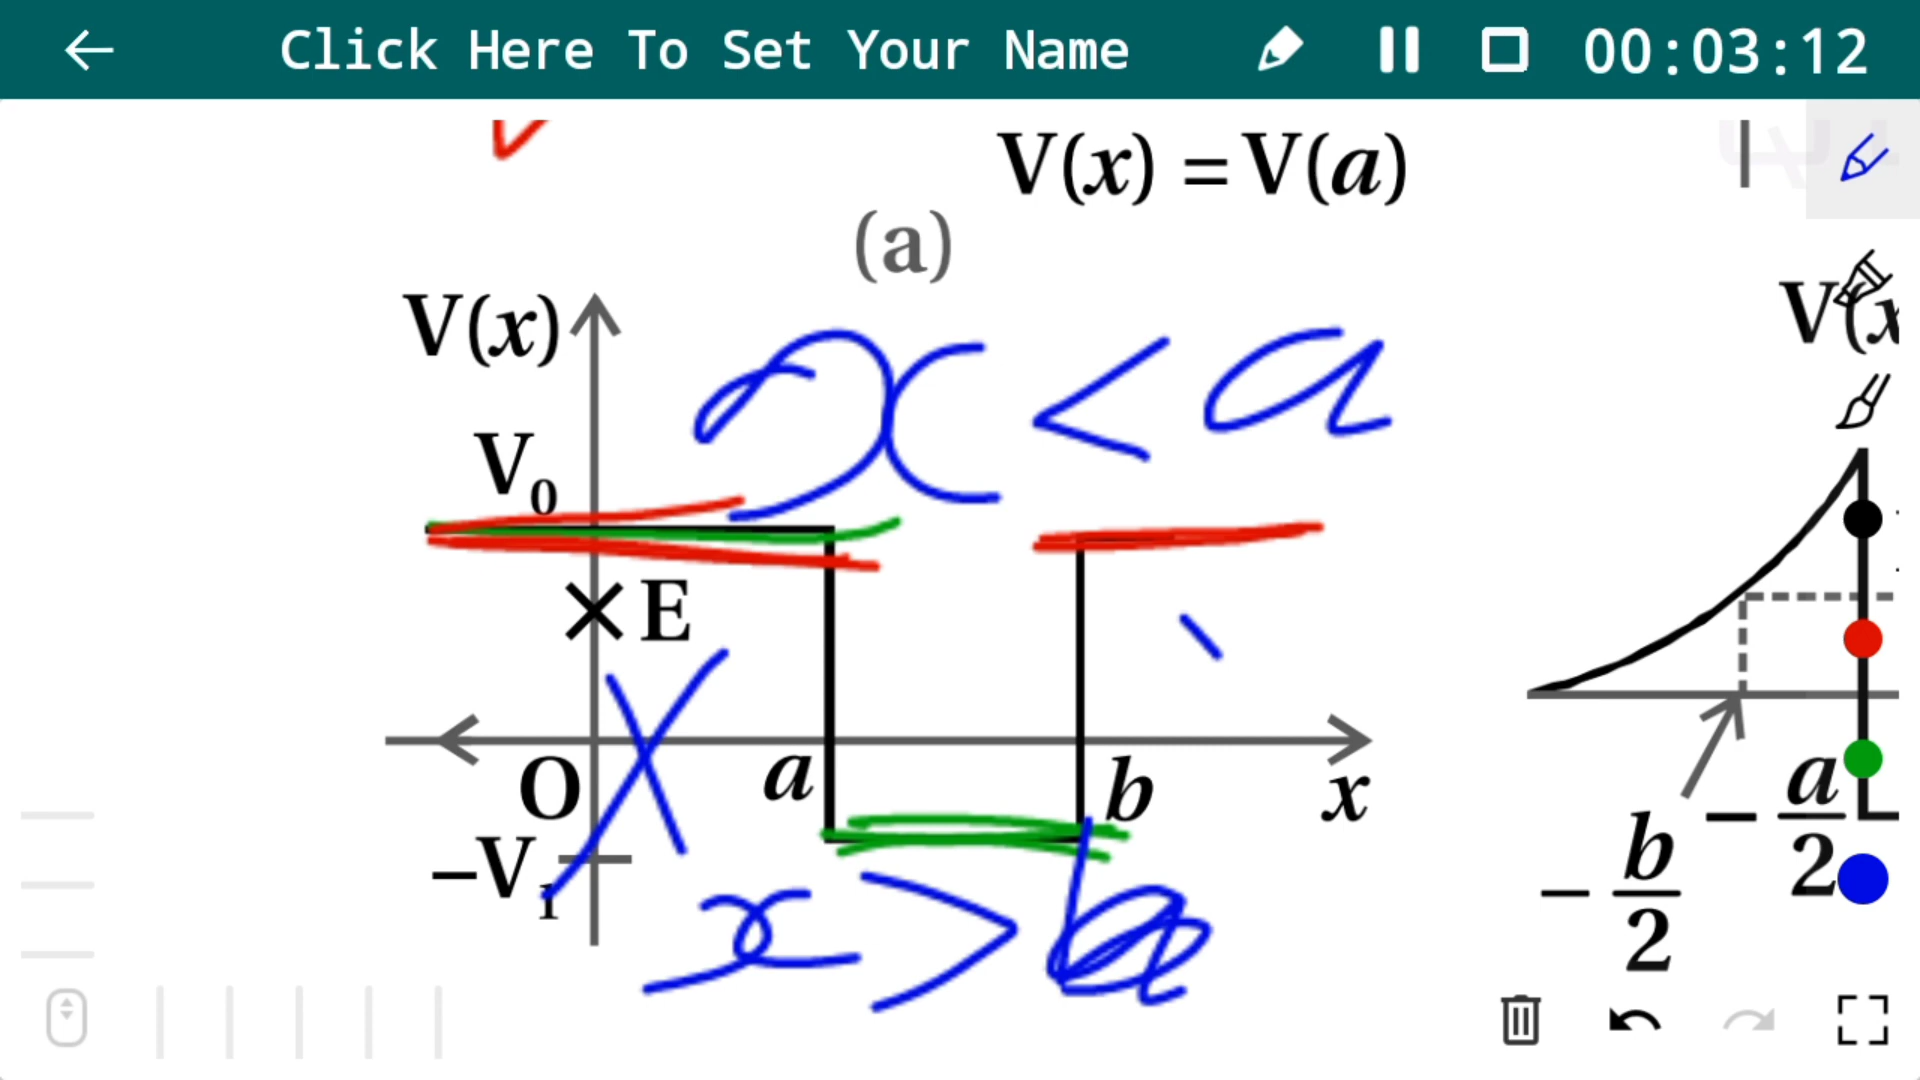 Click Here To Set Your Name 00:03:12
V(x) = V(a)
(a)
V(x)
x < a
V0
E
O a b x
–V1
x > b
– b/2
– a/2